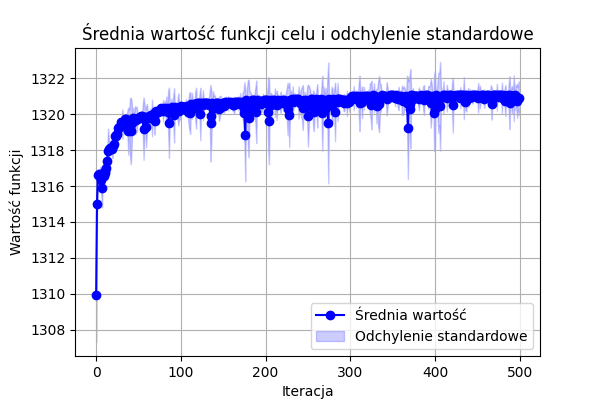 Średnia wartość funkcji celu i odchylenie standardowe
Wartość funkcji
1322
1320
1318
1316
1314
1312
1310
1308
0 100 200 300 400 500
Iteracja
Średnia wartość
Odchylenie standardowe